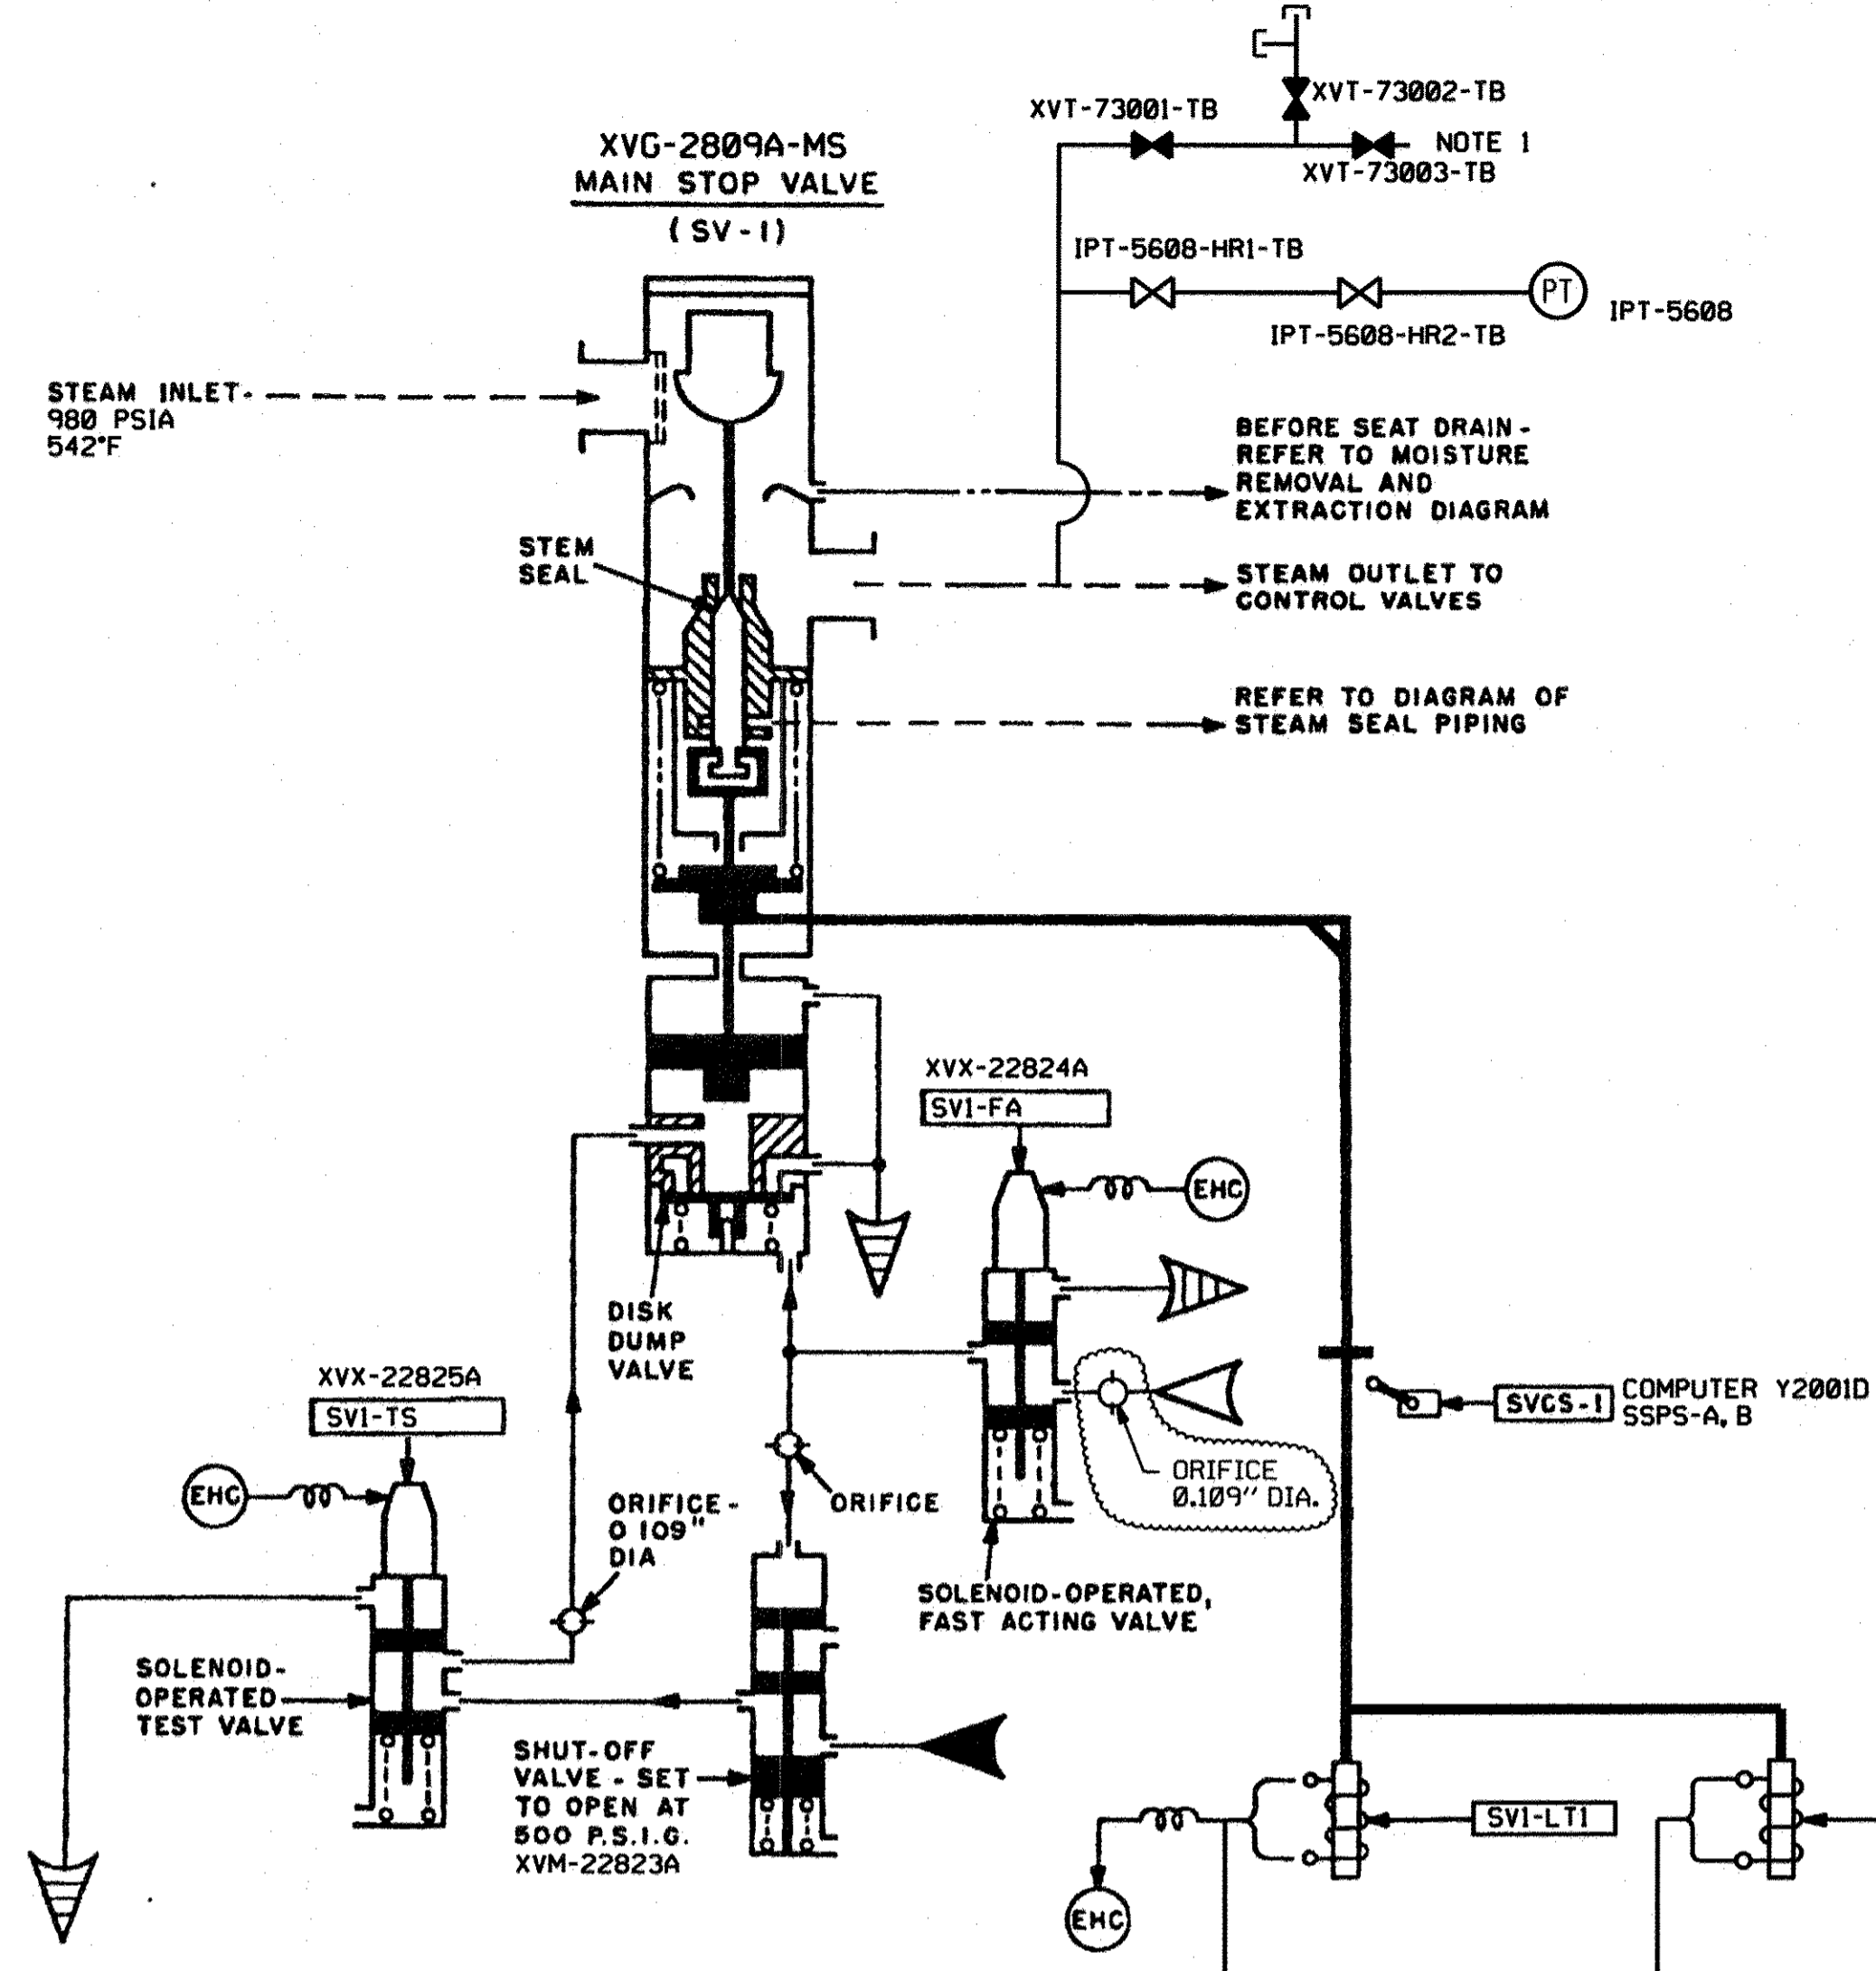 XVT-73002-TB
XVT-73001-TB
NOTE 1
XVT-73003-TB
XVG-2809A-MS
MAIN STOP VALVE
(SV-1)
IPT-5608-HR1-TB
PT
IPT-5608
IPT-5608-HR2-TB
STEAM INLET-
980 PSIA
542°F
BEFORE SEAT DRAIN-
REFER TO MOISTURE
REMOVAL AND
EXTRACTION DIAGRAM
STEM
SEAL
STEAM OUTLET TO
CONTROL VALVES
REFER TO DIAGRAM OF
STEAM SEAL PIPING
XVX-22824A
SV1-FA
EHC
DISK
DUMP
VALVE
XVX-22825A
SV1-TS
EHC
ORIFICE-
0 109"
DIA
ORIFICE
ORIFICE
0.109" DIA.
SVCS-1
COMPUTER Y2001D
SSPS-A, B
SOLENOID-OPERATED,
FAST ACTING VALVE
SOLENOID-
OPERATED
TEST VALVE
SHUT-OFF
VALVE - SET
TO OPEN AT
500 P.S.I.G.
XVM-22823A
SV1-LT1
EHC